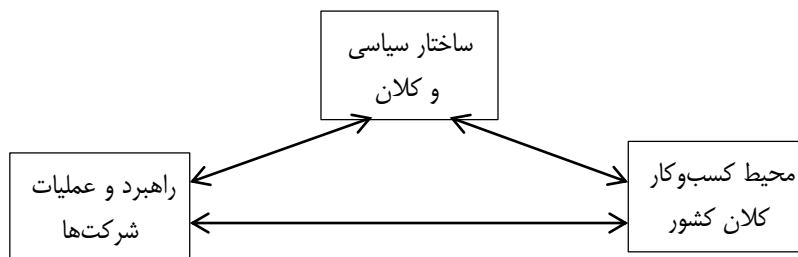 ساختار سیاسی
و کلان
محیط کسب‌وکار
کلان کشور
راهبرد و عملیات
شرکت‌ها